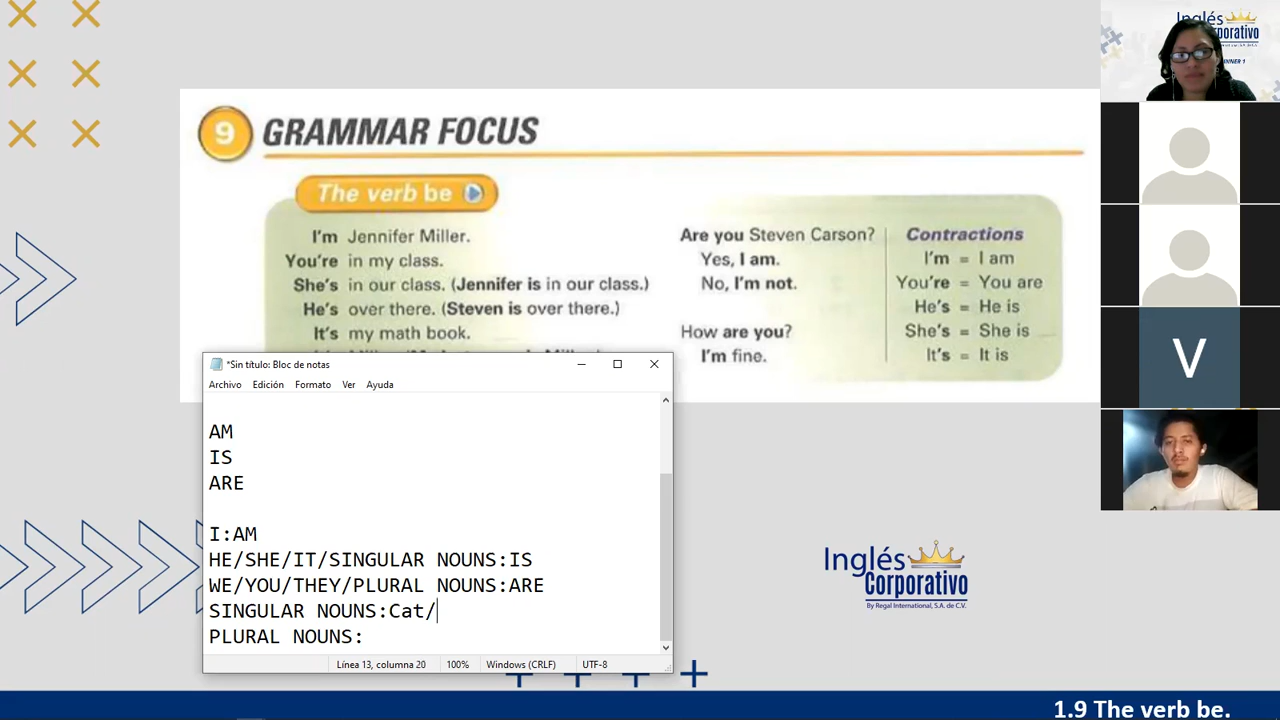 9 GRAMMAR FOCUS
The verb be
I'm Jennifer Miller.
You're in my class.
She's in our class. (Jennifer is in our class.)
He's over there. (Steven is over there.)
It's my math book.
Are you Steven Carson?
Yes, I am.
No, I'm not.
How are you?
I'm fine.
Contractions
I'm = I am
You're = You are
He's = He is
She's = She is
It's = It is
*Sin título: Bloc de notas
Archivo Edición Formato Ver Ayuda
AM
IS
ARE
I:AM
HE/SHE/IT/SINGULAR NOUNS:IS
WE/YOU/THEY/PLURAL NOUNS:ARE
SINGULAR NOUNS:Cat/
PLURAL NOUNS:
Línea 13, columna 20 100% Windows (CRLF) UTF-8
Inglés
Corporativo
By Regal International, S.A. de C.V.
1.9 The verb be.
Inglés
V